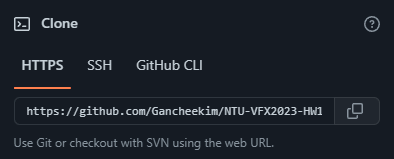 Clone
HTTPS SSH GitHub CLI
https://github.com/Gancheekim/NTU-VFX2023-HW1
Use Git or checkout with SVN using the web URL.